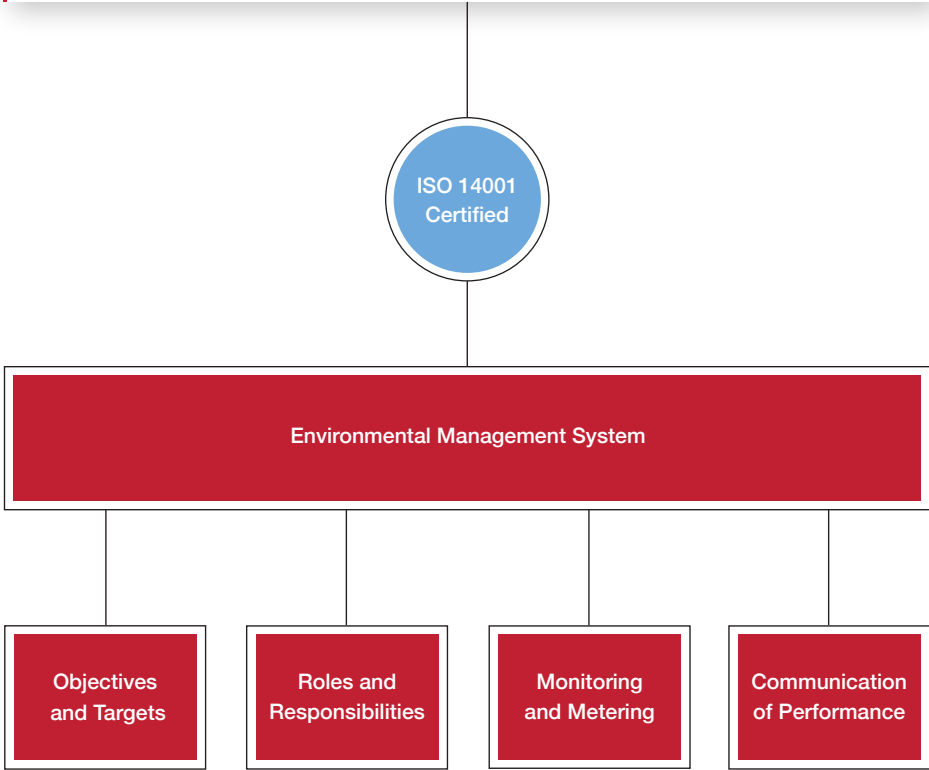 ISO 14001
Certified
Environmental Management System
Objectives
and Targets
Roles and
Responsibilities
Monitoring
and Metering
Communication
of Performance